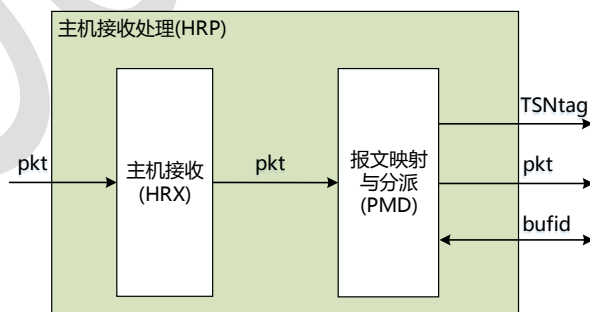 主机接收处理(HRP)
pkt
主机接收
(HRX)
pkt
报文映射
与分派
(PMD)
TSNtag
pkt
bufid